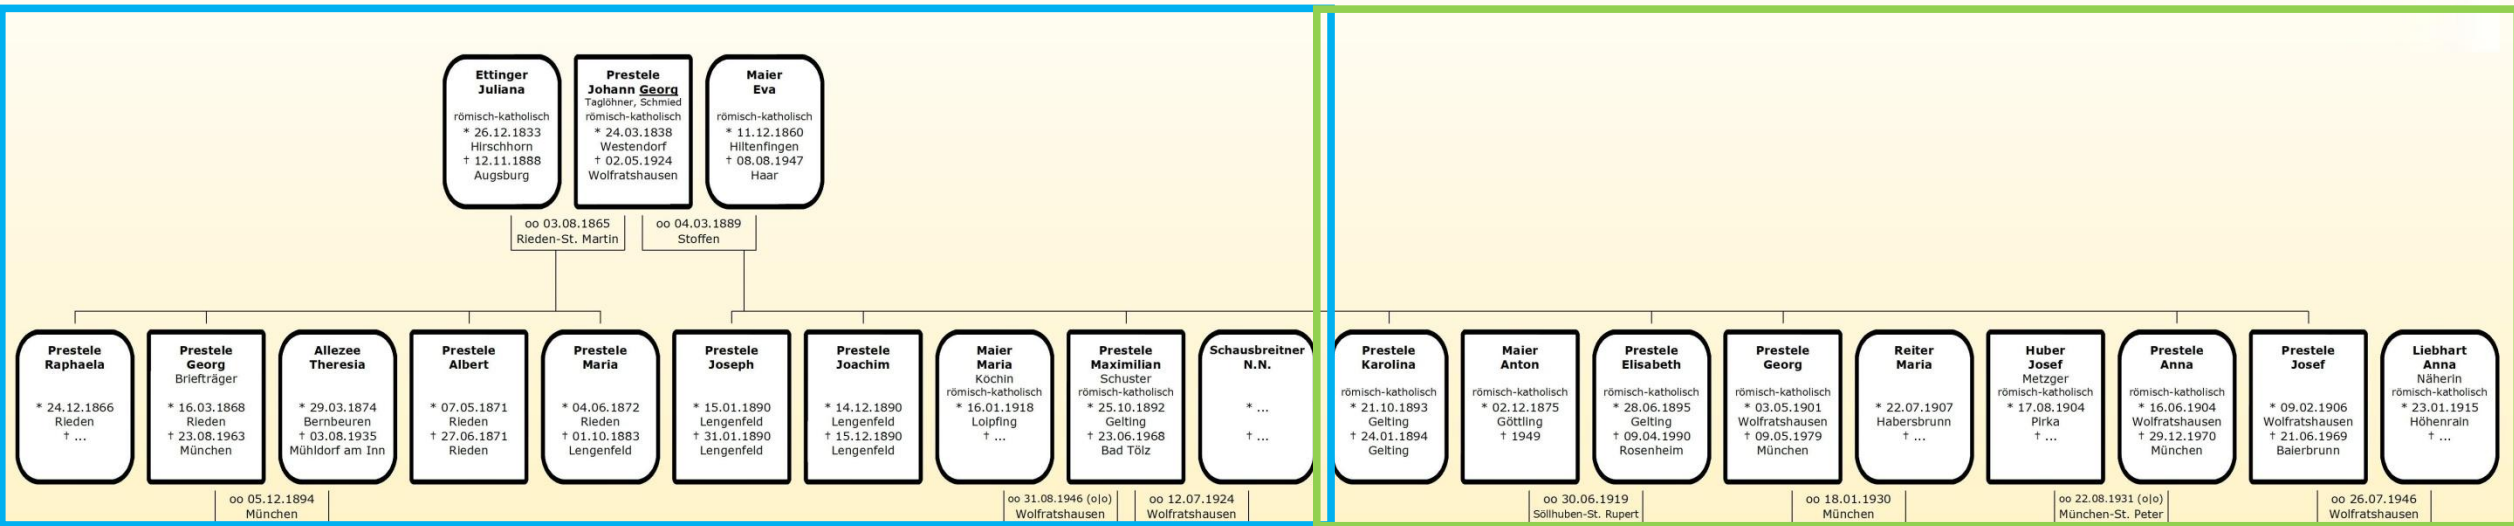 Ettinger
Juliana
römisch-katholisch
* 26.12.1833
Hirschhorn
† 12.11.1888
Augsburg
Prestele
Johann Georg
Taglöhner, Schmied
römisch-katholisch
* 24.03.1838
Westendorf
† 02.05.1924
Wolfratshausen
Maier
Eva
römisch-katholisch
* 11.12.1860
Hiltenfingen
† 08.08.1947
Haar
oo 03.08.1865
Rieden-St. Martin
oo 04.03.1889
Stoffen
Prestele
Raphaela
* 24.12.1866
Rieden
† ...
Prestele
Georg
Briefträger
* 16.03.1868
Rieden
† 23.08.1963
München
Allezee
Theresia
* 29.03.1874
Bernbeuren
† 03.08.1935
Mühldorf am Inn
Prestele
Albert
* 07.05.1871
Rieden
† 27.06.1871
Rieden
Prestele
Maria
* 04.06.1872
Rieden
† 01.10.1883
Lengenfeld
Prestele
Joseph
* 15.01.1890
Lengenfeld
† 31.01.1890
Lengenfeld
Prestele
Joachim
* 14.12.1890
Lengenfeld
† 15.12.1890
Lengenfeld
Maier
Maria
Köchin
römisch-katholisch
* 16.01.1918
Loipfing
† ...
Prestele
Maximilian
Schuster
römisch-katholisch
* 25.10.1892
Gelting
† 23.06.1968
Bad Tölz
Schausbreitner
N.N.
* ...
† ...
Prestele
Karolina
römisch-katholisch
* 21.10.1893
Gelting
† 24.01.1894
Gelting
Maier
Anton
römisch-katholisch
* 02.12.1875
Göttling
† 1949
Prestele
Elisabeth
römisch-katholisch
* 28.06.1895
Gelting
† 09.04.1990
Rosenheim
Prestele
Georg
römisch-katholisch
* 03.05.1901
Wolfratshausen
† 09.05.1979
München
Reiter
Maria
* 22.07.1907
Habersbrunn
† ...
Huber
Josef
Metzger
römisch-katholisch
* 17.08.1904
Pirka
† ...
Prestele
Anna
römisch-katholisch
* 16.06.1904
Wolfratshausen
† 29.12.1970
München
Prestele
Josef
* 09.02.1906
Wolfratshausen
† 21.06.1969
Baierbrunn
Liebhart
Anna
Näherin
römisch-katholisch
* 23.01.1915
Höhenrain
† ...
oo 05.12.1894
München
oo 31.08.1946 (o|o)
Wolfratshausen
oo 12.07.1924
Wolfratshausen
oo 30.06.1919
Söllhuben-St. Rupert
oo 18.01.1930
München
oo 22.08.1931 (o|o)
München-St. Peter
oo 26.07.1946
Wolfratshausen